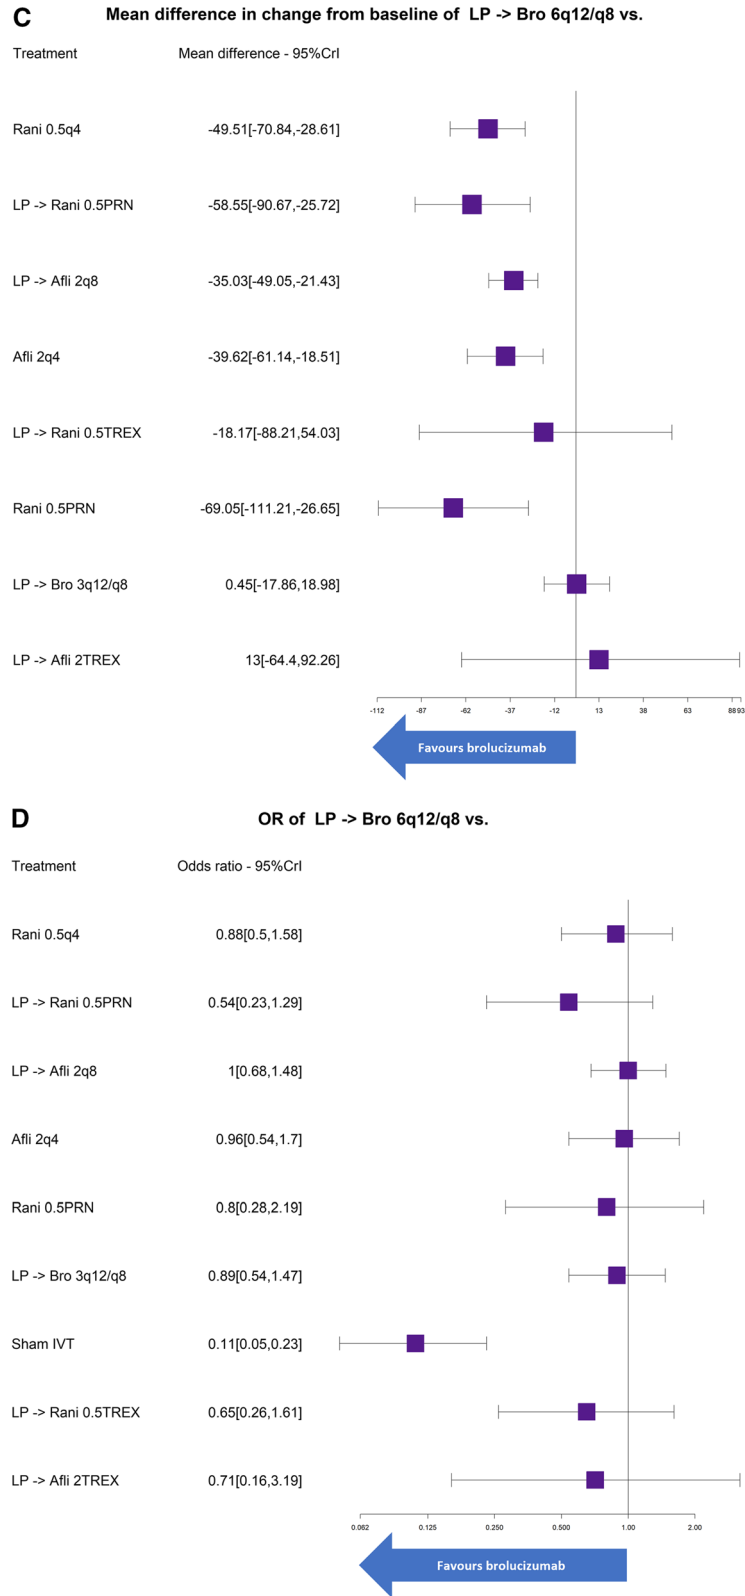 C Mean difference in change from baseline of LP -> Bro 6q12/q8 vs.
Treatment Mean difference - 95%CrI
Rani 0.5q4 -49.51[-70.84,-28.61]
LP -> Rani 0.5PRN -58.55[-90.67,-25.72]
LP -> Afli 2q8 -35.03[-49.05,-21.43]
Afli 2q4 -39.62[-61.14,-18.51]
LP -> Rani 0.5TREX -18.17[-88.21,54.03]
Rani 0.5PRN -69.05[-111.21,-26.65]
LP -> Bro 3q12/q8 0.45[-17.86,18.98]
LP -> Afli 2TREX 13[-64.4,92.26]
-112 -87 -62 -37 -12 13 38 63 8893
Favours brolucizumab
D OR of LP -> Bro 6q12/q8 vs.
Treatment Odds ratio - 95%CrI
Rani 0.5q4 0.88[0.5,1.58]
LP -> Rani 0.5PRN 0.54[0.23,1.29]
LP -> Afli 2q8 1[0.68,1.48]
Afli 2q4 0.96[0.54,1.7]
Rani 0.5PRN 0.8[0.28,2.19]
LP -> Bro 3q12/q8 0.89[0.54,1.47]
Sham IVT 0.11[0.05,0.23]
LP -> Rani 0.5TREX 0.65[0.26,1.61]
LP -> Afli 2TREX 0.71[0.16,3.19]
0.062 0.125 0.250 0.500 1.00 2.00
Favours brolucizumab